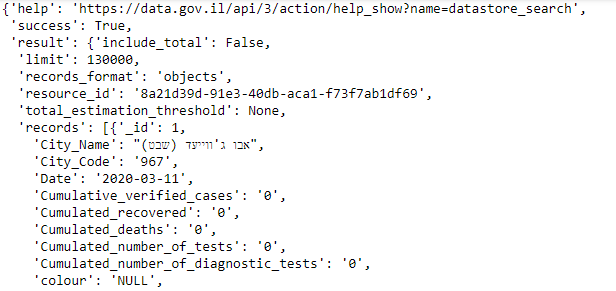 {'help': 'https://data.gov.il/api/3/action/help_show?name=datastore_search',
'success': True,
'result': {'include_total': False,
'limit': 130000,
'records_format': 'objects',
'resource_id': '8a21d39d-91e3-40db-aca1-f73f7ab1df69',
'total_estimation_threshold': None,
'records': [{'_id': 1,
'City_Name': "אבו ג'ווייעד (שבט)",
'City_Code': '967',
'Date': '2020-03-11',
'Cumulative_verified_cases': '0',
'Cumulated_recovered': '0',
'Cumulated_deaths': '0',
'Cumulated_number_of_tests': '0',
'Cumulated_number_of_diagnostic_tests': '0',
'colour': 'NULL',